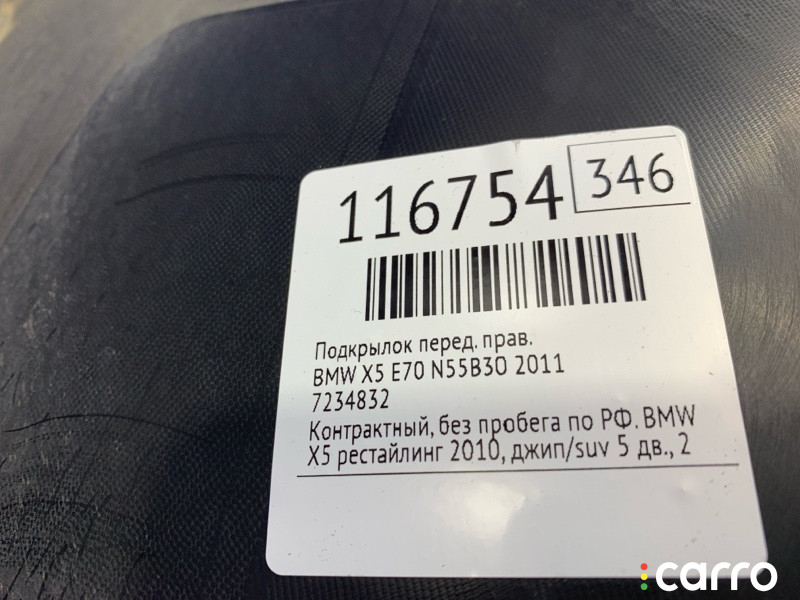 116754 346
Подкрылок перед. прав.
BMW X5 E70 N55B30 2011
7234832
Контрактный, без пробега по РФ. BMW
X5 рестайлинг 2010, джип/suv 5 дв., 2
carro